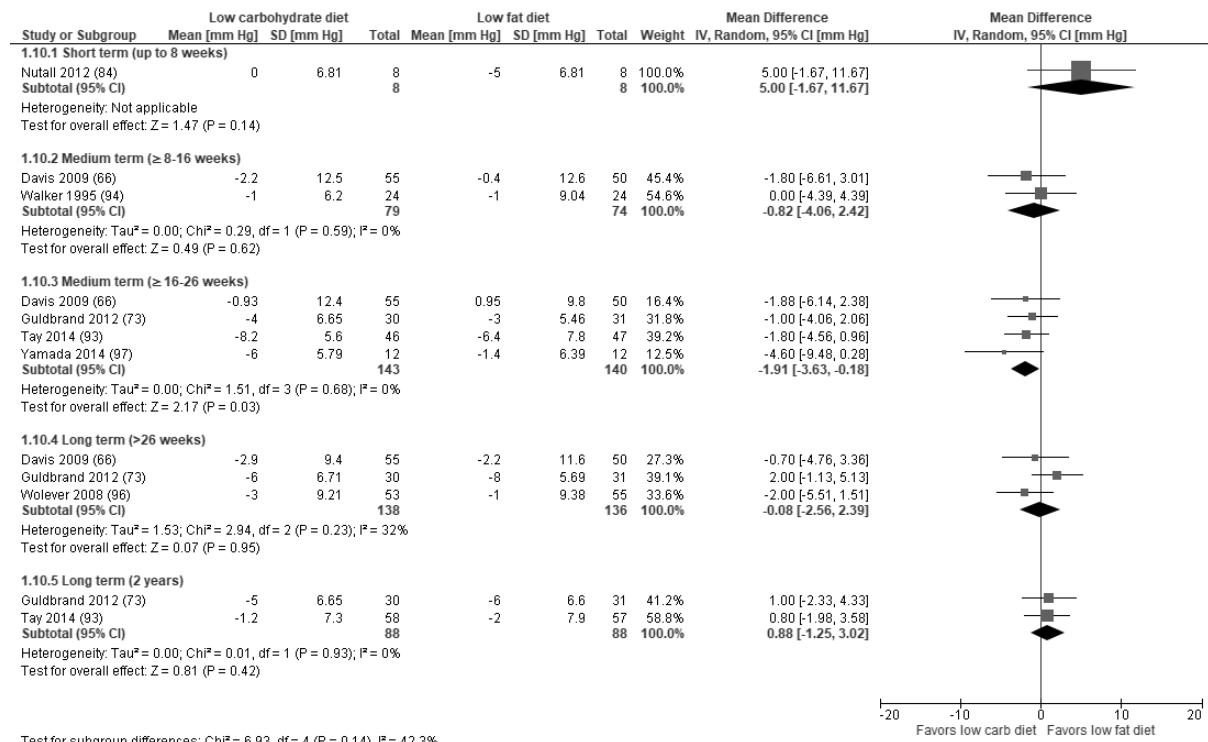 Low carbohydrate diet Low fat diet Mean Difference Mean Difference
Study or Subgroup Mean [mm Hg] SD [mm Hg] Total Mean [mm Hg] SD [mm Hg] Total Weight IV, Random, 95% CI [mm Hg] IV, Random, 95% CI [mm Hg]
1.10.1 Short term (up to 8 weeks)
Nutall 2012 (84) 0 6.81 8 -5 6.81 8 100.0% 5.00 [-1.67, 11.67]
Subtotal (95% CI) 8 8 100.0% 5.00 [-1.67, 11.67]
Heterogeneity: Not applicable
Test for overall effect: Z = 1.47 (P = 0.14)
1.10.2 Medium term (≥ 8-16 weeks)
Davis 2009 (66) -2.2 12.5 55 -0.4 12.6 50 45.4% -1.80 [-6.61, 3.01]
Walker 1995 (94) -1 6.2 24 -1 9.04 24 54.6% 0.00 [-4.39, 4.39]
Subtotal (95% CI) 79 74 100.0% -0.82 [-4.06, 2.42]
Heterogeneity: Tau² = 0.00; Chi² = 0.29, df = 1 (P = 0.59); I² = 0%
Test for overall effect: Z = 0.49 (P = 0.62)
1.10.3 Medium term (≥ 16-26 weeks)
Davis 2009 (66) -0.93 12.4 55 0.95 9.8 50 16.4% -1.88 [-6.14, 2.38]
Guldbrand 2012 (73) -4 6.65 30 -3 5.46 31 31.8% -1.00 [-4.06, 2.06]
Tay 2014 (93) -8.2 5.6 46 -6.4 7.8 47 39.2% -1.80 [-4.56, 0.96]
Yamada 2014 (97) -6 5.79 12 -1.4 6.39 12 12.5% -4.60 [-9.48, 0.28]
Subtotal (95% CI) 143 140 100.0% -1.91 [-3.63, -0.18]
Heterogeneity: Tau² = 0.00; Chi² = 1.51, df = 3 (P = 0.68); I² = 0%
Test for overall effect: Z = 2.17 (P = 0.03)
1.10.4 Long term (>26 weeks)
Davis 2009 (66) -2.9 9.4 55 -2.2 11.6 50 27.3% -0.70 [-4.76, 3.36]
Guldbrand 2012 (73) -6 6.71 30 -8 5.69 31 39.1% 2.00 [-1.13, 5.13]
Wolever 2008 (96) -3 9.21 53 -1 9.38 55 33.6% -2.00 [-5.51, 1.51]
Subtotal (95% CI) 138 136 100.0% -0.08 [-2.56, 2.39]
Heterogeneity: Tau² = 1.53; Chi² = 2.94, df = 2 (P = 0.23); I² = 32%
Test for overall effect: Z = 0.07 (P = 0.95)
1.10.5 Long term (2 years)
Guldbrand 2012 (73) -5 6.65 30 -6 6.6 31 41.2% 1.00 [-2.33, 4.33]
Tay 2014 (93) -1.2 7.3 58 -2 7.9 57 58.8% 0.80 [-1.98, 3.58]
Subtotal (95% CI) 88 88 100.0% 0.88 [-1.25, 3.02]
Heterogeneity: Tau² = 0.00; Chi² = 0.01, df = 1 (P = 0.93); I² = 0%
Test for overall effect: Z = 0.81 (P = 0.42)
-20 -10 0 10 20
Favors low carb diet Favors low fat diet
Test for subgroup differences: Chi² = 6.93, df = 4 (P = 0.14), I² = 42.3%